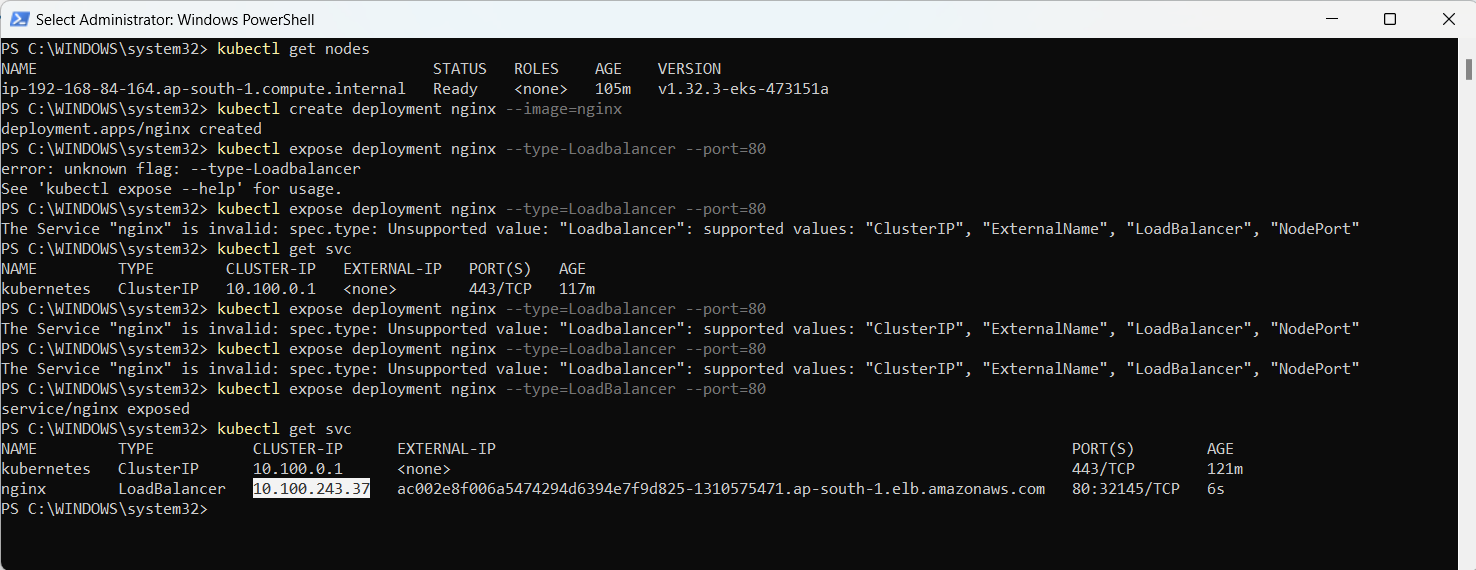 Select Administrator: Windows PowerShell
PS C:\WINDOWS\system32> kubectl get nodes
NAME                                            STATUS   ROLES    AGE    VERSION
ip-192-168-84-164.ap-south-1.compute.internal   Ready    <none>   105m   v1.32.3-eks-473151a
PS C:\WINDOWS\system32> kubectl create deployment nginx --image=nginx
deployment.apps/nginx created
PS C:\WINDOWS\system32> kubectl expose deployment nginx --type-Loadbalancer --port=80
error: unknown flag: --type-Loadbalancer
See 'kubectl expose --help' for usage.
PS C:\WINDOWS\system32> kubectl expose deployment nginx --type=Loadbalancer --port=80
The Service "nginx" is invalid: spec.type: Unsupported value: "Loadbalancer": supported values: "ClusterIP", "ExternalName", "LoadBalancer", "NodePort"
PS C:\WINDOWS\system32> kubectl get svc
NAME         TYPE        CLUSTER-IP   EXTERNAL-IP   PORT(S)   AGE
kubernetes   ClusterIP   10.100.0.1   <none>        443/TCP   117m
PS C:\WINDOWS\system32> kubectl expose deployment nginx --type=Loadbalancer --port=80
The Service "nginx" is invalid: spec.type: Unsupported value: "Loadbalancer": supported values: "ClusterIP", "ExternalName", "LoadBalancer", "NodePort"
PS C:\WINDOWS\system32> kubectl expose deployment nginx --type=Loadbalancer --port=80
The Service "nginx" is invalid: spec.type: Unsupported value: "Loadbalancer": supported values: "ClusterIP", "ExternalName", "LoadBalancer", "NodePort"
PS C:\WINDOWS\system32> kubectl expose deployment nginx --type=LoadBalancer --port=80
service/nginx exposed
PS C:\WINDOWS\system32> kubectl get svc
NAME         TYPE           CLUSTER-IP      EXTERNAL-IP                                                                PORT(S)        AGE
kubernetes   ClusterIP      10.100.0.1      <none>                                                                     443/TCP        121m
nginx        LoadBalancer   10.100.243.37   ac002e8f006a5474294d6394e7f9d825-1310575471.ap-south-1.elb.amazonaws.com   80:32145/TCP   6s
PS C:\WINDOWS\system32>